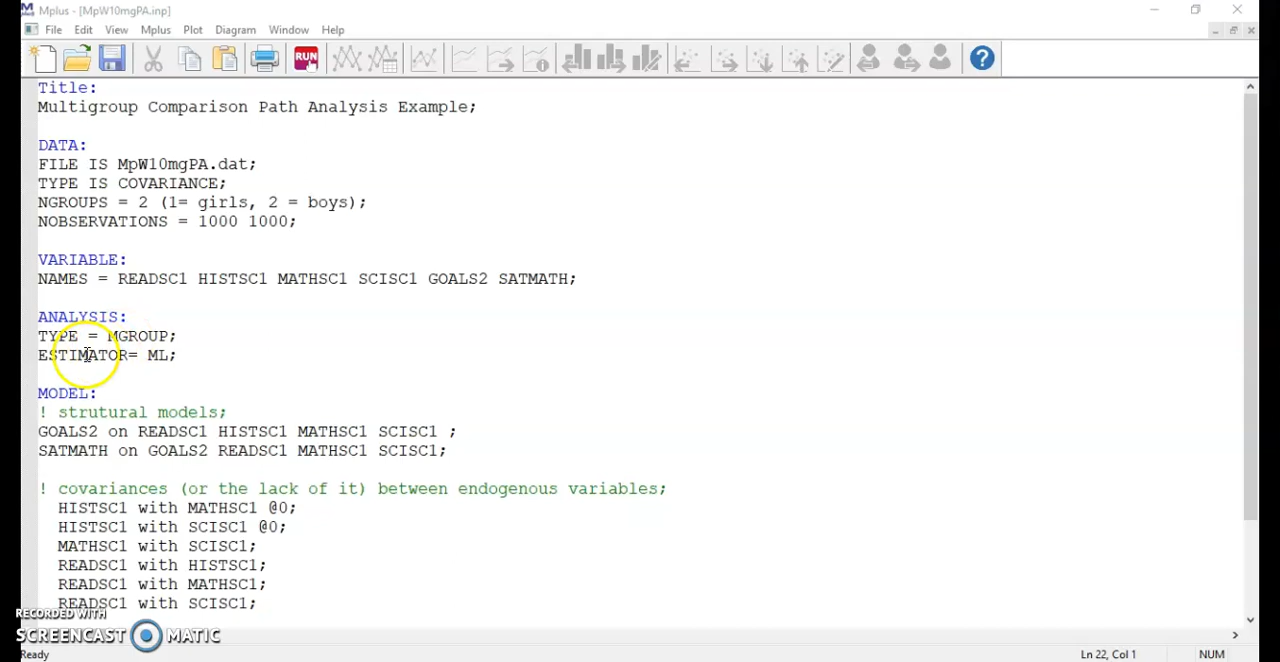 Mplus - [MpW10mgPA.inp]
File Edit View Mplus Plot Diagram Window Help
RUN
Title:
Multigroup Comparison Path Analysis Example;
DATA:
FILE IS MpW10mgPA.dat;
TYPE IS COVARIANCE;
NGROUPS = 2 (1= girls, 2 = boys);
NOBSERVATIONS = 1000 1000;
VARIABLE:
NAMES = READSC1 HISTSC1 MATHSC1 SCISC1 GOALS2 SATMATH;
ANALYSIS:
TYPE = MGROUP;
ESTIMATOR= ML;
MODEL:
! strutural models;
GOALS2 on READSC1 HISTSC1 MATHSC1 SCISC1 ;
SATMATH on GOALS2 READSC1 MATHSC1 SCISC1;
! covariances (or the lack of it) between endogenous variables;
HISTSC1 with MATHSC1 @0;
HISTSC1 with SCISC1 @0;
MATHSC1 with SCISC1;
READSC1 with HISTSC1;
READSC1 with MATHSC1;
READSC1 with SCISC1;
RECORDED WITH
SCREENCAST MATIC
Ready Ln 22, Col 1 NUM